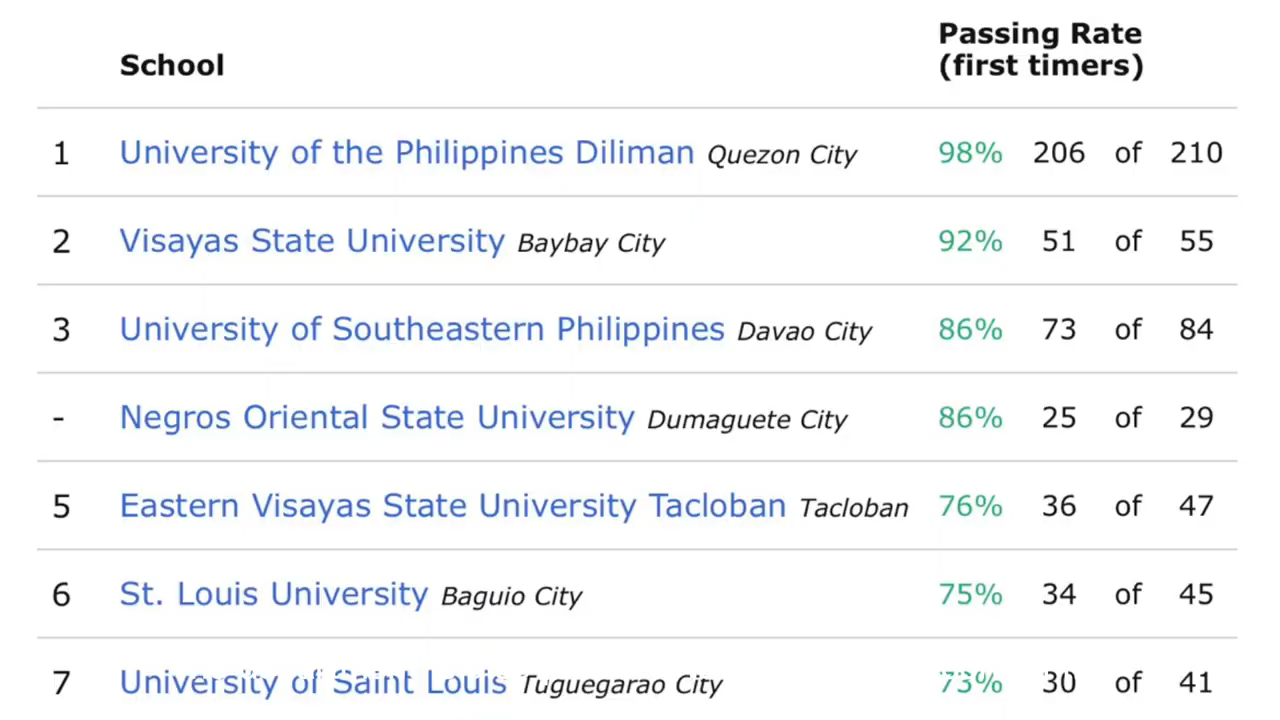 School Passing Rate (first timers)
1 University of the Philippines Diliman Quezon City 98% 206 of 210
2 Visayas State University Baybay City 92% 51 of 55
3 University of Southeastern Philippines Davao City 86% 73 of 84
- Negros Oriental State University Dumaguete City 86% 25 of 29
5 Eastern Visayas State University Tacloban Tacloban 76% 36 of 47
6 St. Louis University Baguio City 75% 34 of 45
7 University of Saint Louis Tuguegarao City 73% 30 of 41